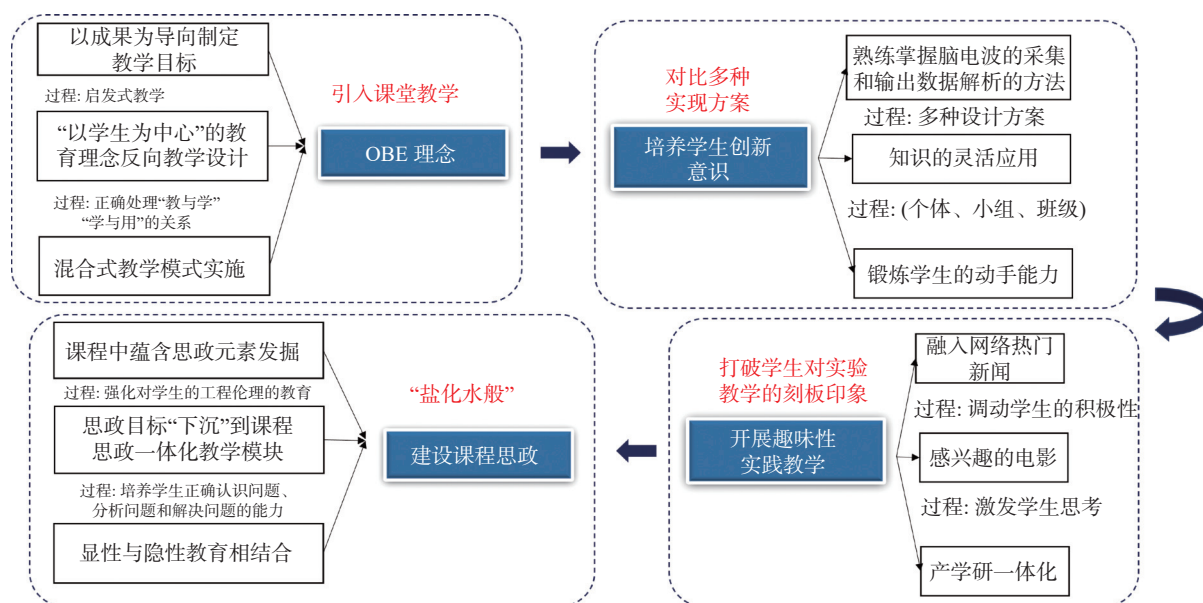 以成果为导向制定
教学目标
过程: 启发式教学
“以学生为中心”的教
育理念反向教学设计
过程: 正确处理“教与学”
“学与用”的关系
混合式教学模式实施
引入课堂教学
OBE 理念
对比多种
实现方案
培养学生创新
意识
熟练掌握脑电波的采集
和输出数据解析的方法
过程: 多种设计方案
知识的灵活应用
过程: (个体、小组、班级)
锻炼学生的动手能力
课程中蕴含思政元素发掘
过程: 强化对学生的工程伦理的教育
思政目标“下沉”到课程
思政一体化教学模块
过程: 培养学生正确认识问题、
分析问题和解决问题的能力
显性与隐性教育相结合
“盐化水般”
建设课程思政
打破学生对实验
教学的刻板印象
开展趣味性
实践教学
融入网络热门
新闻
过程: 调动学生的积极性
感兴趣的电影
过程: 激发学生思考
产学研一体化